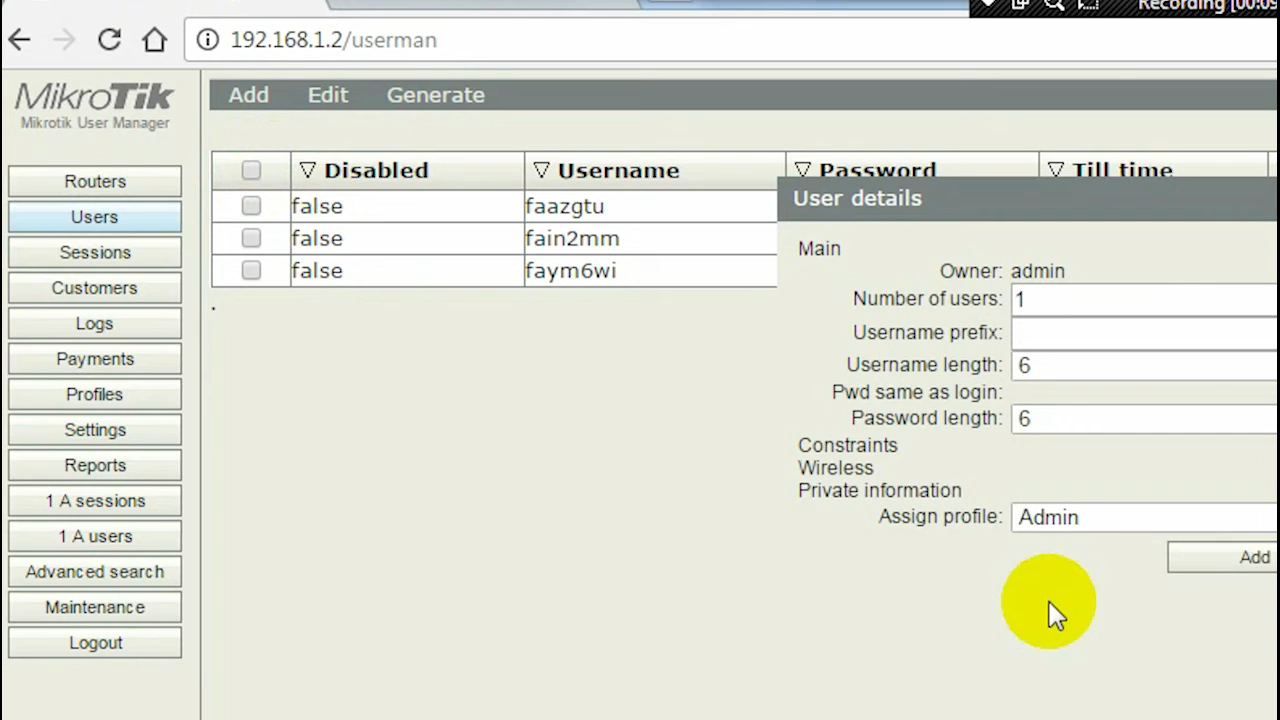 Recording [00:09
192.168.1.2/userman
MikroTik
Mikrotik User Manager
Routers
Users
Sessions
Customers
Logs
Payments
Profiles
Settings
Reports
1 A sessions
1 A users
Advanced search
Maintenance
Logout
Add Edit Generate
Disabled Username Password Till time
false faazgtu
false fain2mm
false faym6wi
.
User details
Main
Owner: admin
Number of users: 1
Username prefix:
Username length: 6
Pwd same as login:
Password length: 6
Constraints
Wireless
Private information
Assign profile: Admin
Add